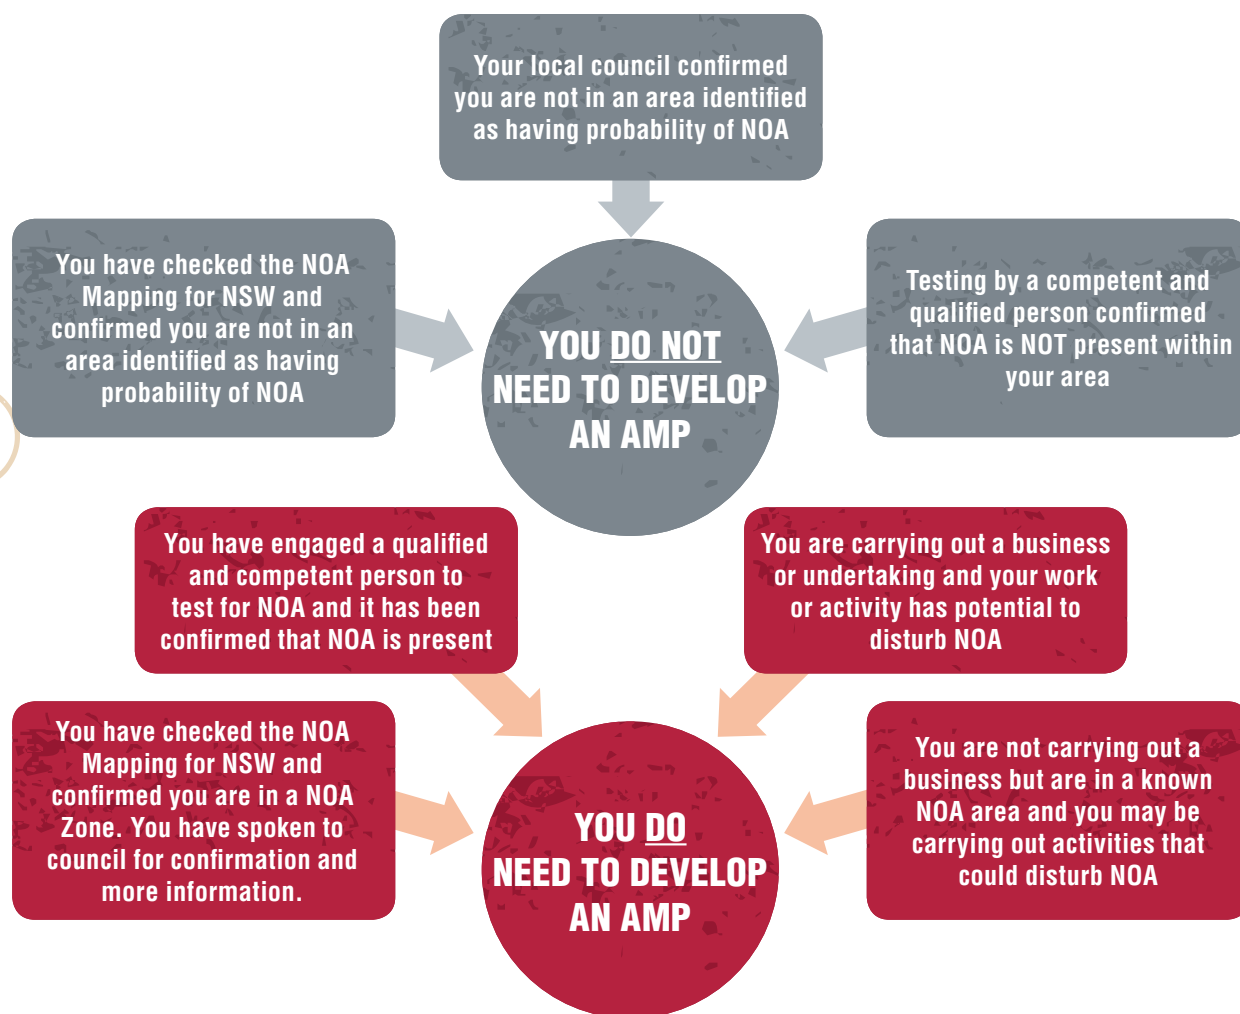 Your local council confirmed
you are not in an area identified
as having probability of NOA
You have checked the NOA
Mapping for NSW and
confirmed you are not in an
area identified as having
probability of NOA
YOU DO NOT
NEED TO DEVELOP
AN AMP
Testing by a competent and
qualified person confirmed
that NOA is NOT present within
your area
You have engaged a qualified
and competent person to
test for NOA and it has been
confirmed that NOA is present
You are carrying out a business
or undertaking and your work
or activity has potential to
disturb NOA
You have checked the NOA
Mapping for NSW and
confirmed you are in a NOA
Zone. You have spoken to
council for confirmation and
more information.
YOU DO
NEED TO DEVELOP
AN AMP
You are not carrying out a
business but are in a known
NOA area and you may be
carrying out activities that
could disturb NOA